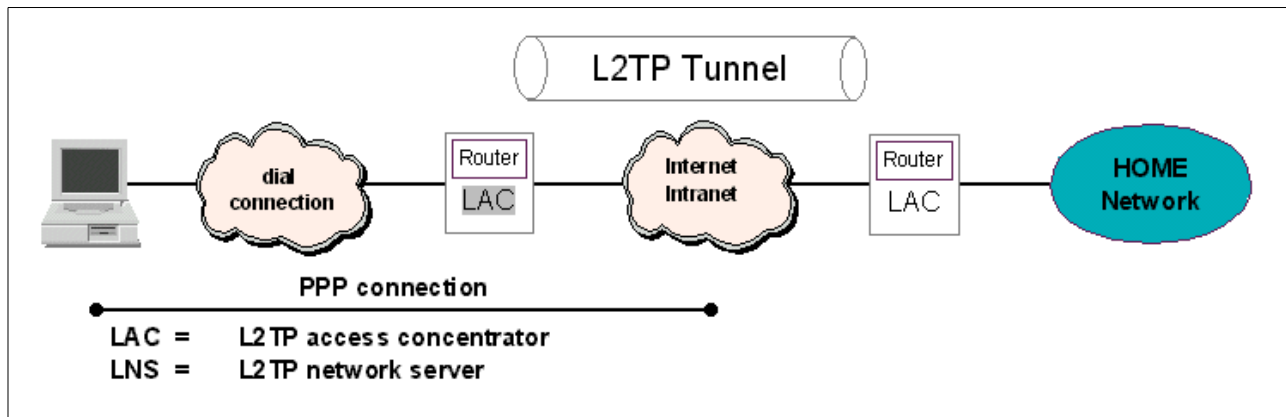 L2TP Tunnel
dial
connection
Router
LAC
Internet
Intranet
Router
LAC
HOME
Network
PPP connection
LAC = L2TP access concentrator
LNS = L2TP network server